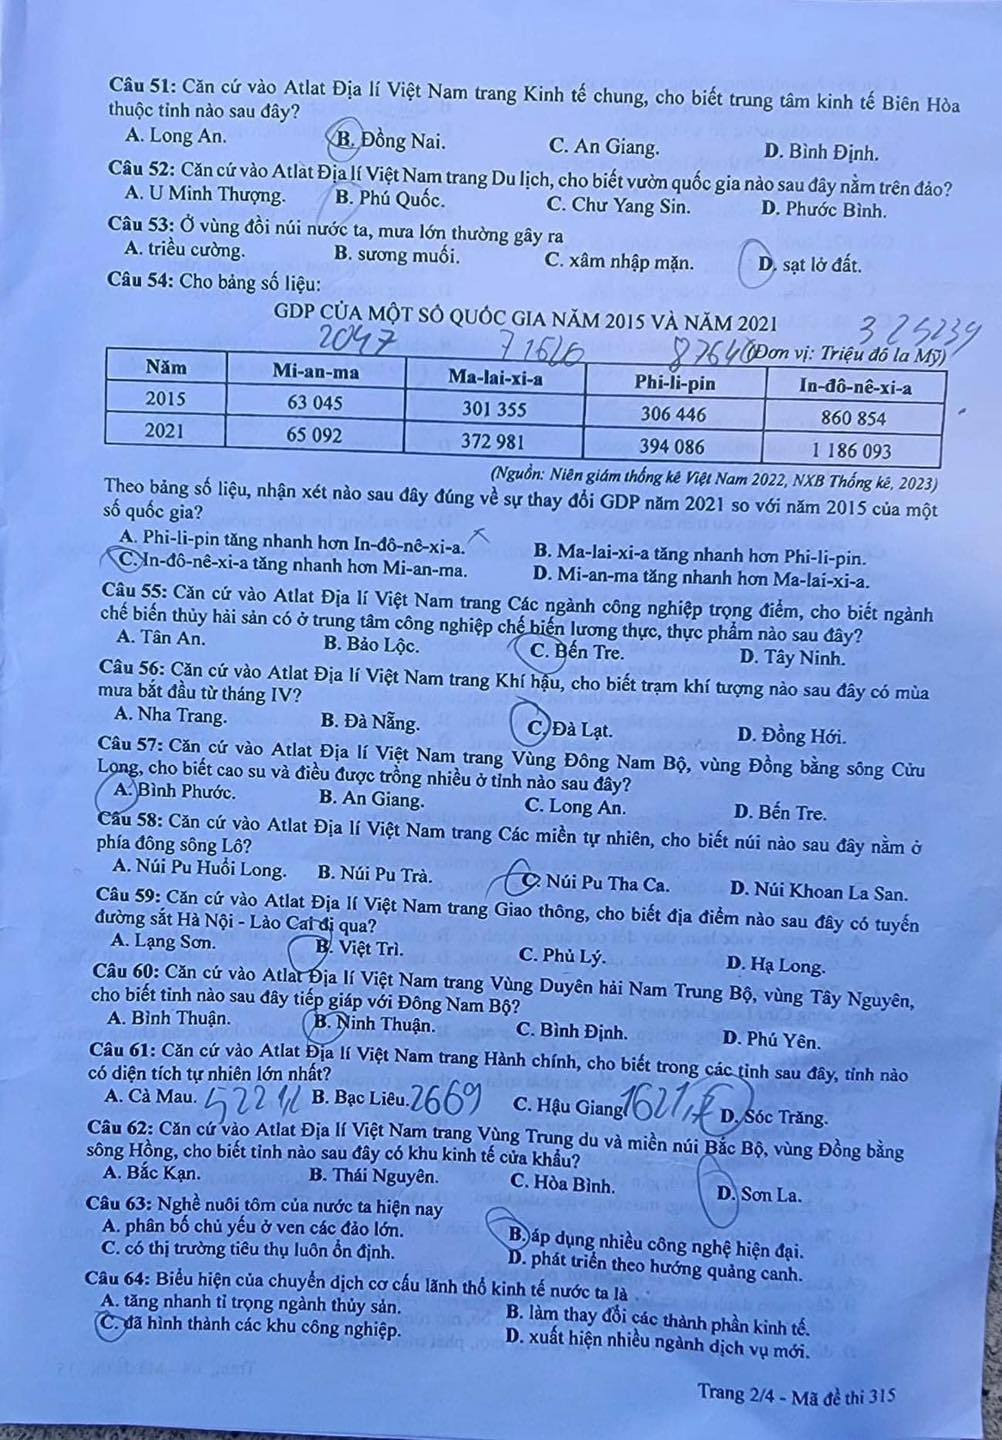 Câu 51: Căn cứ vào Atlat Địa lí Việt Nam trang Kinh tế chung, cho biết trung tâm kinh tế Biên Hòa
thuộc tỉnh nào sau đây?
A. Long An. B. Đồng Nai. C. An Giang. D. Bình Định.
Câu 52: Căn cứ vào Atlat Địa lí Việt Nam trang Du lịch, cho biết vườn quốc gia nào sau đây nằm trên đảo?
A. U Minh Thượng. B. Phú Quốc. C. Chư Yang Sin. D. Phước Bình.
Câu 53: Ở vùng đồi núi nước ta, mưa lớn thường gây ra
A. triều cường. B. sương muối. C. xâm nhập mặn. D. sạt lở đất.
Câu 54: Cho bảng số liệu:
GDP CỦA MỘT SỐ QUỐC GIA NĂM 2015 VÀ NĂM 2021
2047 71626 87640 325239
(Đơn vị: Triệu đô la Mỹ)
Năm Mi-an-ma Ma-lai-xi-a Phi-li-pin In-đô-nê-xi-a
2015 63 045 301 355 306 446 860 854
2021 65 092 372 981 394 086 1 186 093
(Nguồn: Niên giám thống kê Việt Nam 2022, NXB Thống kê, 2023)
Theo bảng số liệu, nhận xét nào sau đây đúng về sự thay đổi GDP năm 2021 so với năm 2015 của một
số quốc gia?
A. Phi-li-pin tăng nhanh hơn In-đô-nê-xi-a. B. Ma-lai-xi-a tăng nhanh hơn Phi-li-pin.
C. In-đô-nê-xi-a tăng nhanh hơn Mi-an-ma. D. Mi-an-ma tăng nhanh hơn Ma-lai-xi-a.
Câu 55: Căn cứ vào Atlat Địa lí Việt Nam trang Các ngành công nghiệp trọng điểm, cho biết ngành
chế biến thủy hải sản có ở trung tâm công nghiệp chế biến lương thực, thực phẩm nào sau đây?
A. Tân An. B. Bảo Lộc. C. Bến Tre. D. Tây Ninh.
Câu 56: Căn cứ vào Atlat Địa lí Việt Nam trang Khí hậu, cho biết trạm khí tượng nào sau đây có mùa
mưa bắt đầu từ tháng IV?
A. Nha Trang. B. Đà Nẵng. C. Đà Lạt. D. Đồng Hới.
Câu 57: Căn cứ vào Atlat Địa lí Việt Nam trang Vùng Đông Nam Bộ, vùng Đồng bằng sông Cửu
Long, cho biết cao su và điều được trồng nhiều ở tỉnh nào sau đây?
A. Bình Phước. B. An Giang. C. Long An. D. Bến Tre.
Câu 58: Căn cứ vào Atlat Địa lí Việt Nam trang Các miền tự nhiên, cho biết núi nào sau đây nằm ở
phía đông sông Lô?
A. Núi Pu Huổi Long. B. Núi Pu Trà. C. Núi Pu Tha Ca. D. Núi Khoan La San.
Câu 59: Căn cứ vào Atlat Địa lí Việt Nam trang Giao thông, cho biết địa điểm nào sau đây có tuyến
đường sắt Hà Nội - Lào Cai đi qua?
A. Lạng Sơn. B. Việt Trì. C. Phủ Lý. D. Hạ Long.
Câu 60: Căn cứ vào Atlat Địa lí Việt Nam trang Vùng Duyên hải Nam Trung Bộ, vùng Tây Nguyên,
cho biết tỉnh nào sau đây tiếp giáp với Đông Nam Bộ?
A. Bình Thuận. B. Ninh Thuận. C. Bình Định. D. Phú Yên.
Câu 61: Căn cứ vào Atlat Địa lí Việt Nam trang Hành chính, cho biết trong các tỉnh sau đây, tỉnh nào
có diện tích tự nhiên lớn nhất?
A. Cà Mau. B. Bạc Liêu. 2669 C. Hậu Giang D. Sóc Trăng.
Câu 62: Căn cứ vào Atlat Địa lí Việt Nam trang Vùng Trung du và miền núi Bắc Bộ, vùng Đồng bằng
sông Hồng, cho biết tỉnh nào sau đây có khu kinh tế cửa khẩu?
A. Bắc Kạn. B. Thái Nguyên. C. Hòa Bình. D. Sơn La.
Câu 63: Nghề nuôi tôm của nước ta hiện nay
A. phân bố chủ yếu ở ven các đảo lớn. B. áp dụng nhiều công nghệ hiện đại.
C. có thị trường tiêu thụ luôn ổn định. D. phát triển theo hướng quảng canh.
Câu 64: Biểu hiện của chuyển dịch cơ cấu lãnh thổ kinh tế nước ta là
A. tăng nhanh tỉ trọng ngành thủy sản. B. làm thay đổi các thành phần kinh tế.
C. đã hình thành các khu công nghiệp. D. xuất hiện nhiều ngành dịch vụ mới.
Trang 2/4 - Mã đề thi 315